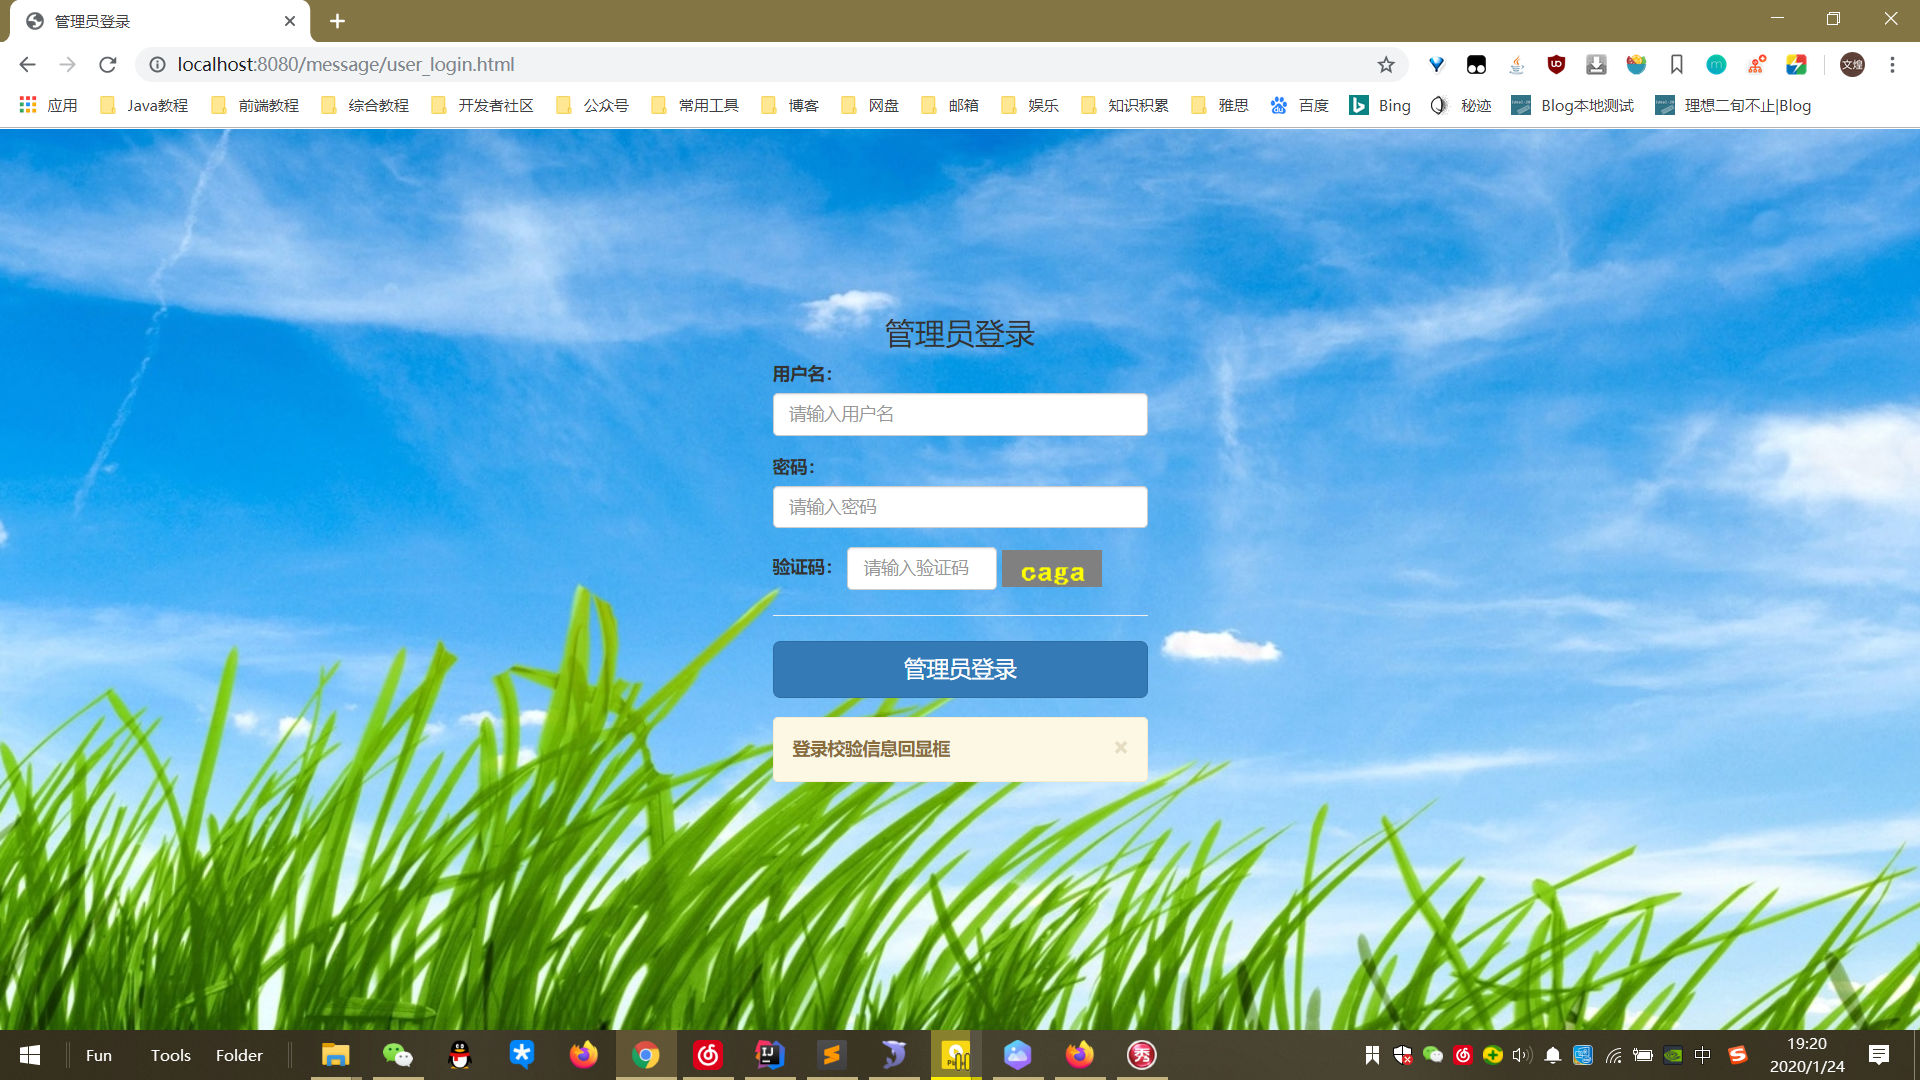 管理员登录
localhost:8080/message/user_login.html
文煌
应用 Java教程 前端教程 综合教程 开发者社区 公众号 常用工具 博客 网盘 邮箱 娱乐 知识积累 雅思 百度 Bing 秘迹 Blog本地测试 理想二旬不止|Blog
管理员登录
用户名:
请输入用户名
密码:
请输入密码
验证码: 请输入验证码 caga
管理员登录
登录校验信息回显框 ×
Fun Tools Folder 中 19:20
2020/1/24